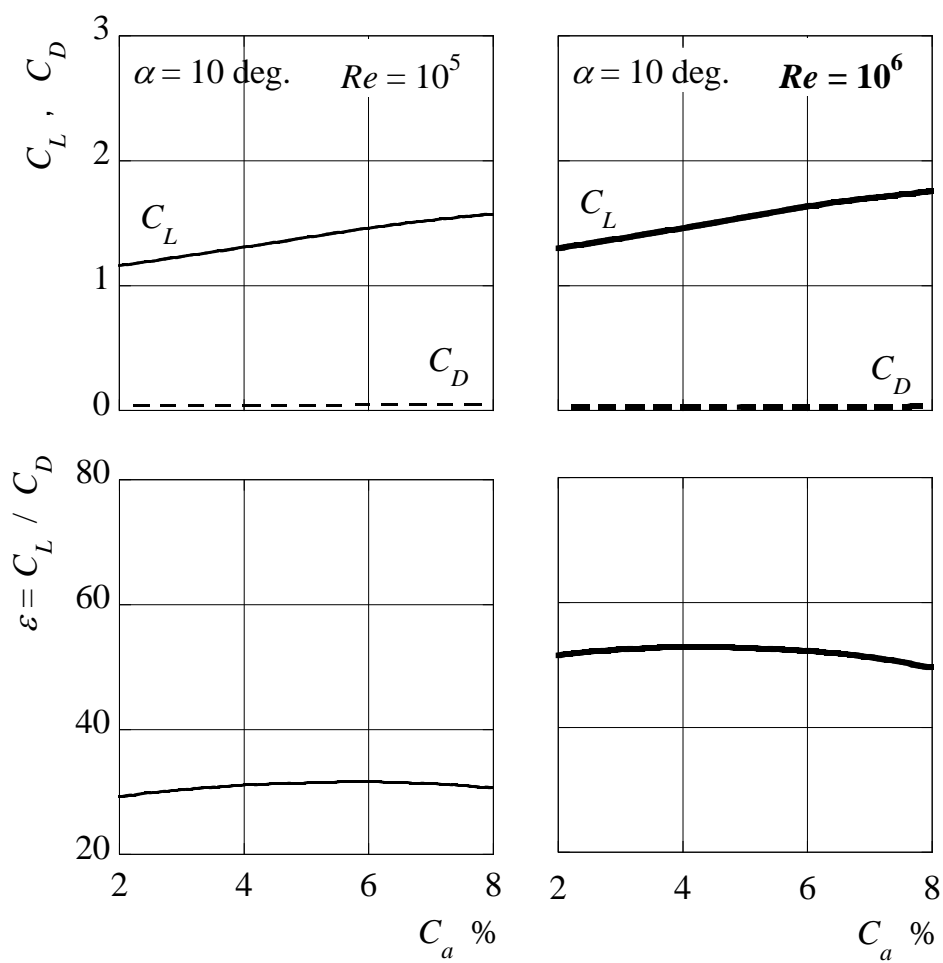 3
C_L , C_D
α = 10 deg. Re = 10^5
α = 10 deg. Re = 10^6
2
C_L
C_L
1
C_D
C_D
0
ε = C_L / C_D
80
60
40
20
2 4 6 8
2 4 6 8
C_a %
C_a %